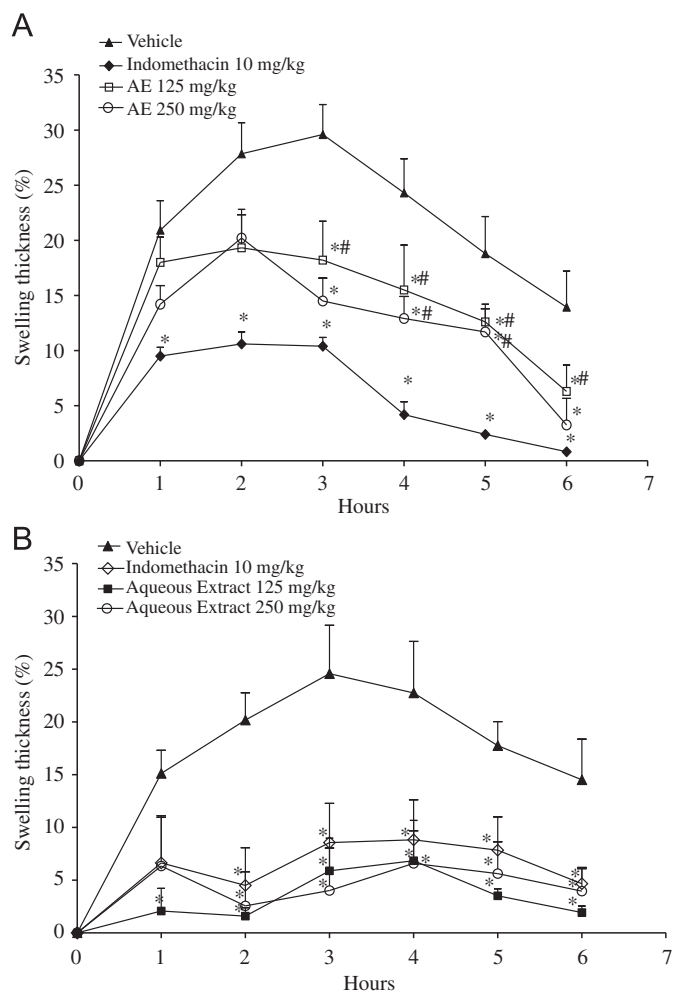 A
Vehicle
Indomethacin 10 mg/kg
AE 125 mg/kg
AE 250 mg/kg
Swelling thickness (%)
35
30
25
20
15
10
5
0
*#
*#
*
*#
*#
*#
*
*
*
*#
*
*
*
*
0 1 2 3 4 5 6 7
Hours
B
Vehicle
Indomethacin 10 mg/kg
Aqueous Extract 125 mg/kg
Aqueous Extract 250 mg/kg
Swelling thickness (%)
35
30
25
20
15
10
5
0
* * *
* * * * *
* * * * * *
* *
0 1 2 3 4 5 6 7
Hours